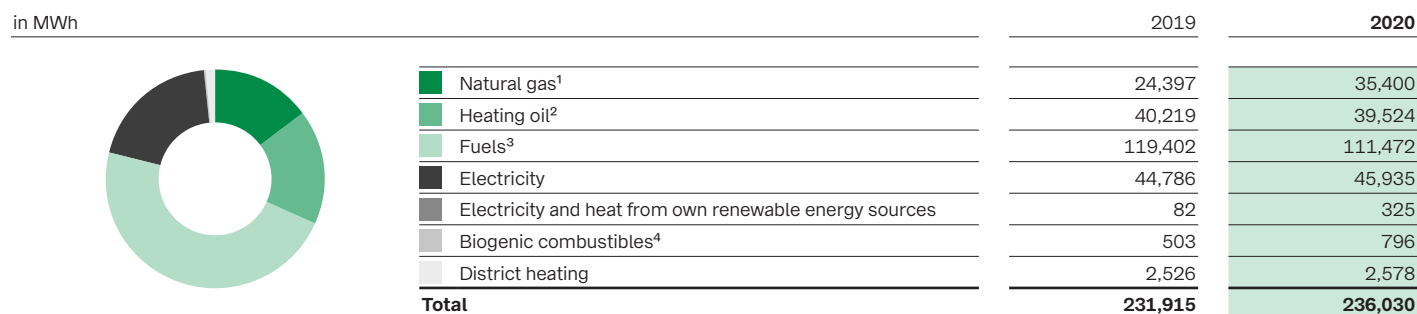 in MWh 2019 2020
Natural gas¹ 24,397 35,400
Heating oil² 40,219 39,524
Fuels³ 119,402 111,472
Electricity 44,786 45,935
Electricity and heat from own renewable energy sources 82 325
Biogenic combustibles⁴ 503 796
District heating 2,526 2,578
Total 231,915 236,030